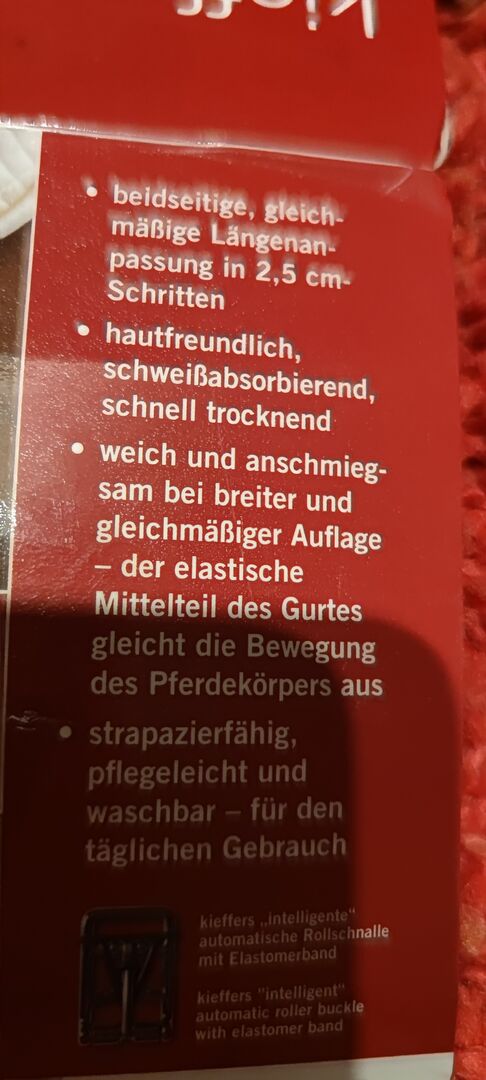 • beidseitige, gleich-
mäßige Längenan-
passung in 2,5 cm-
Schritten
• hautfreundlich,
schweißabsorbierend,
schnell trocknend
• weich und anschmieg-
sam bei breiter und
gleichmäßiger Auflage
– der elastische
Mittelteil des Gurtes
gleicht die Bewegung
des Pferdekörpers aus
• strapazierfähig,
pflegeleicht und
waschbar – für den
täglichen Gebrauch
kieffers „intelligente“
automatische Rollschnalle
mit Elastomerband
kieffers "intelligent"
automatic roller buckle
with elastomer band